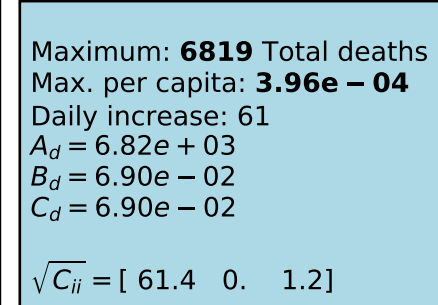 Maximum: 6819 Total deaths
Max. per capita: 3.96e − 04
Daily increase: 61
A_d = 6.82e + 03
B_d = 6.90e − 02
C_d = 6.90e − 02
√C_ii = [ 61.4 0. 1.2]